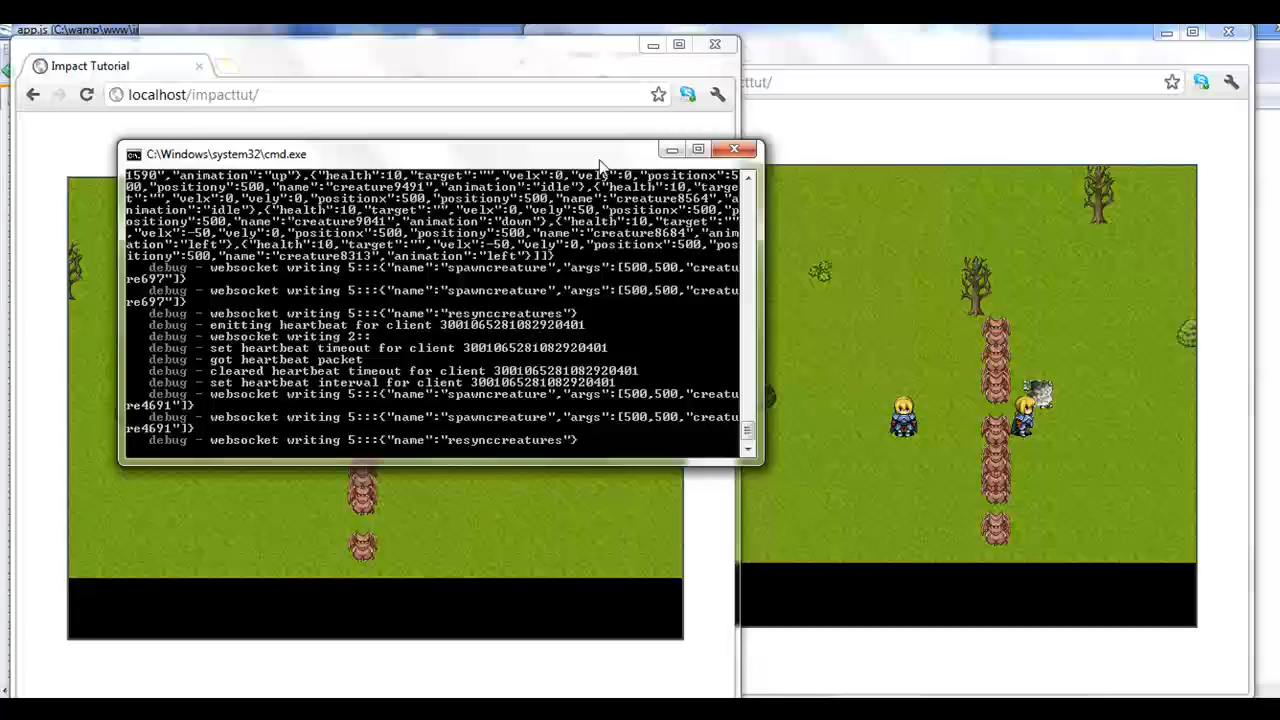 app.js (C:\wamp\www\i
Impact Tutorial
localhost/impacttut/
ttut/
C:\Windows\system32\cmd.exe
1590","animation":"up"},{"health":10,"target":"","velx":0,"vely":0,"positionx":5
00,"positiony":500,"name":"creature9491","animation":"idle"},{"health":10,"targe
t":"","velx":0,"vely":0,"positionx":500,"positiony":500,"name":"creature8564","a
nimation":"idle"},{"health":10,"target":"","velx":0,"vely":50,"positionx":500,"p
ositiony":500,"name":"creature9041","animation":"down"},{"health":10,"target":""
,"velx":-50,"vely":0,"positionx":500,"positiony":500,"name":"creature8684","anim
ation":"left"},{"health":10,"target":"","velx":-50,"vely":0,"positionx":500,"pos
itiony":500,"name":"creature8313","animation":"left"}]]}
debug - websocket writing 5:::{"name":"spawncreature","args":[500,500,"creatu
re697"]}
debug - websocket writing 5:::{"name":"spawncreature","args":[500,500,"creatu
re697"]}
debug - websocket writing 5:::{"name":"resynccreatures"}
debug - emitting heartbeat for client 3001065281082920401
debug - websocket writing 2::
debug - set heartbeat timeout for client 3001065281082920401
debug - got heartbeat packet
debug - cleared heartbeat timeout for client 3001065281082920401
debug - set heartbeat interval for client 3001065281082920401
debug - websocket writing 5:::{"name":"spawncreature","args":[500,500,"creatu
re4691"]}
debug - websocket writing 5:::{"name":"spawncreature","args":[500,500,"creatu
re4691"]}
debug - websocket writing 5:::{"name":"resynccreatures"}